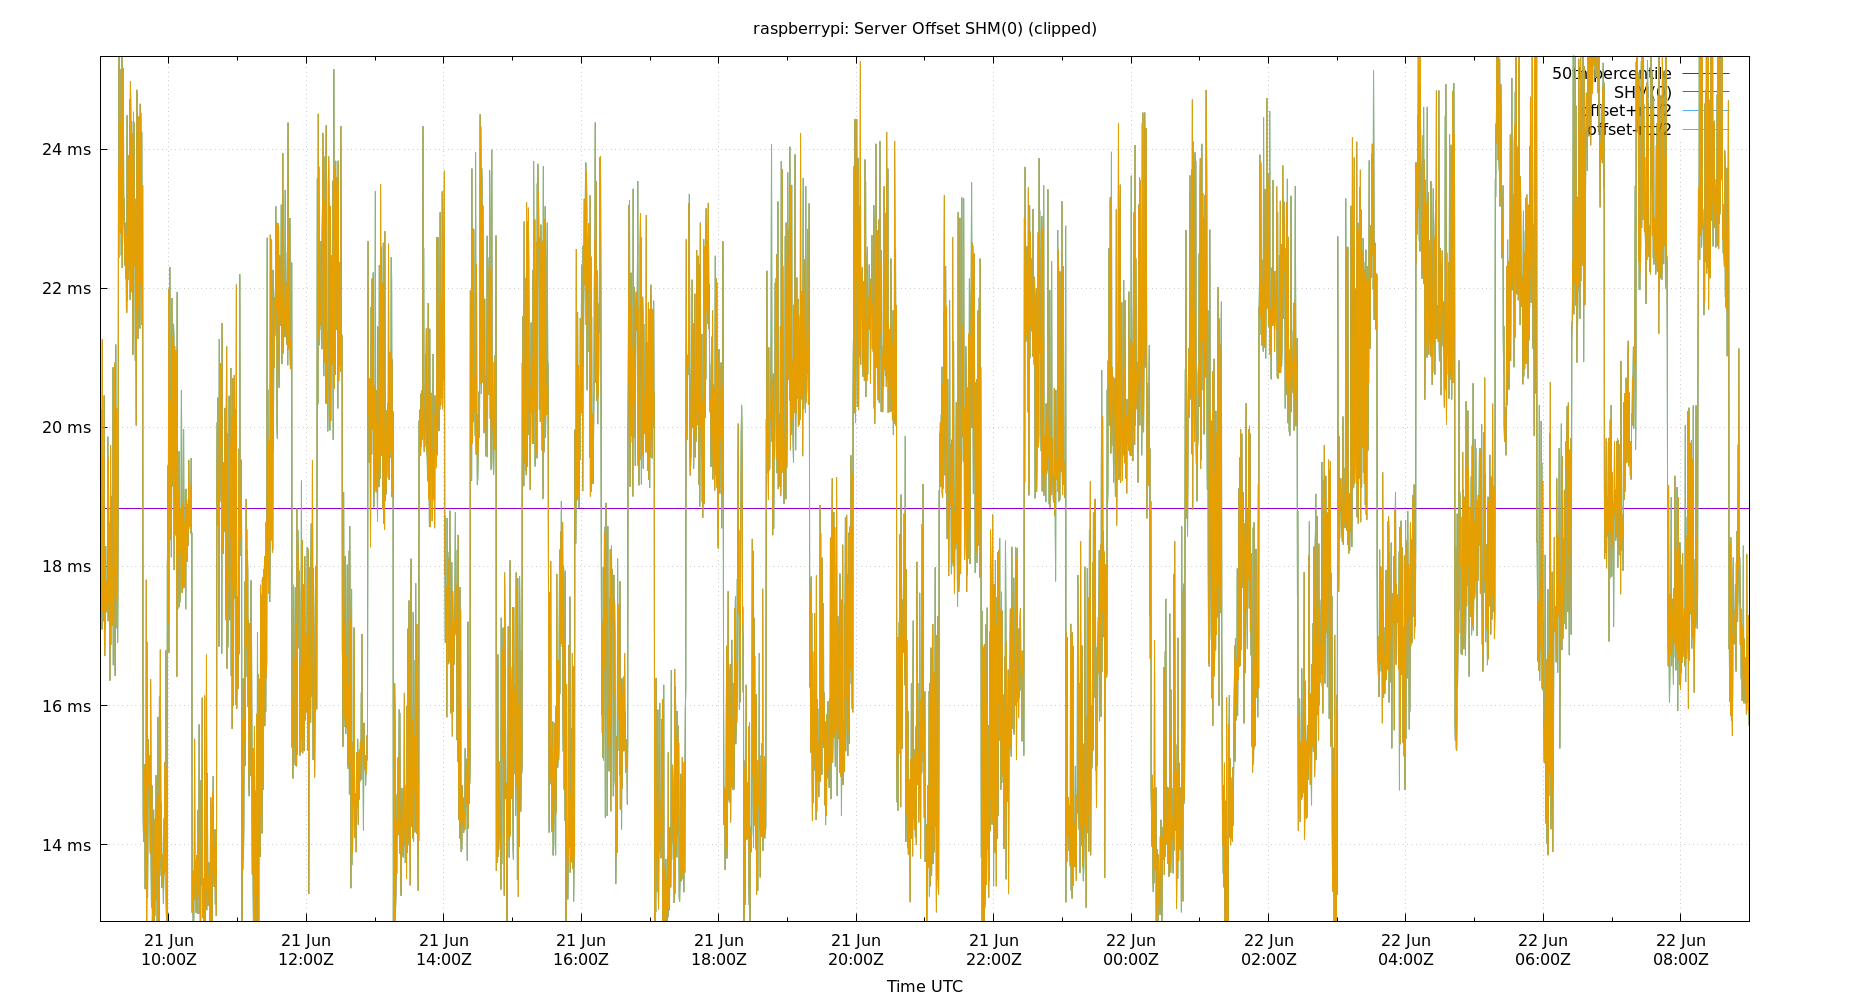 raspberrypi: Server Offset SHM(0) (clipped)
50th percentile
SHM(0)
offset+rtt/2
offset-rtt/2
24 ms
22 ms
20 ms
18 ms
16 ms
14 ms
21 Jun 21 Jun 21 Jun 21 Jun 21 Jun 21 Jun 21 Jun 22 Jun 22 Jun 22 Jun 22 Jun 22 Jun
10:00Z 12:00Z 14:00Z 16:00Z 18:00Z 20:00Z 22:00Z 00:00Z 02:00Z 04:00Z 06:00Z 08:00Z
Time UTC